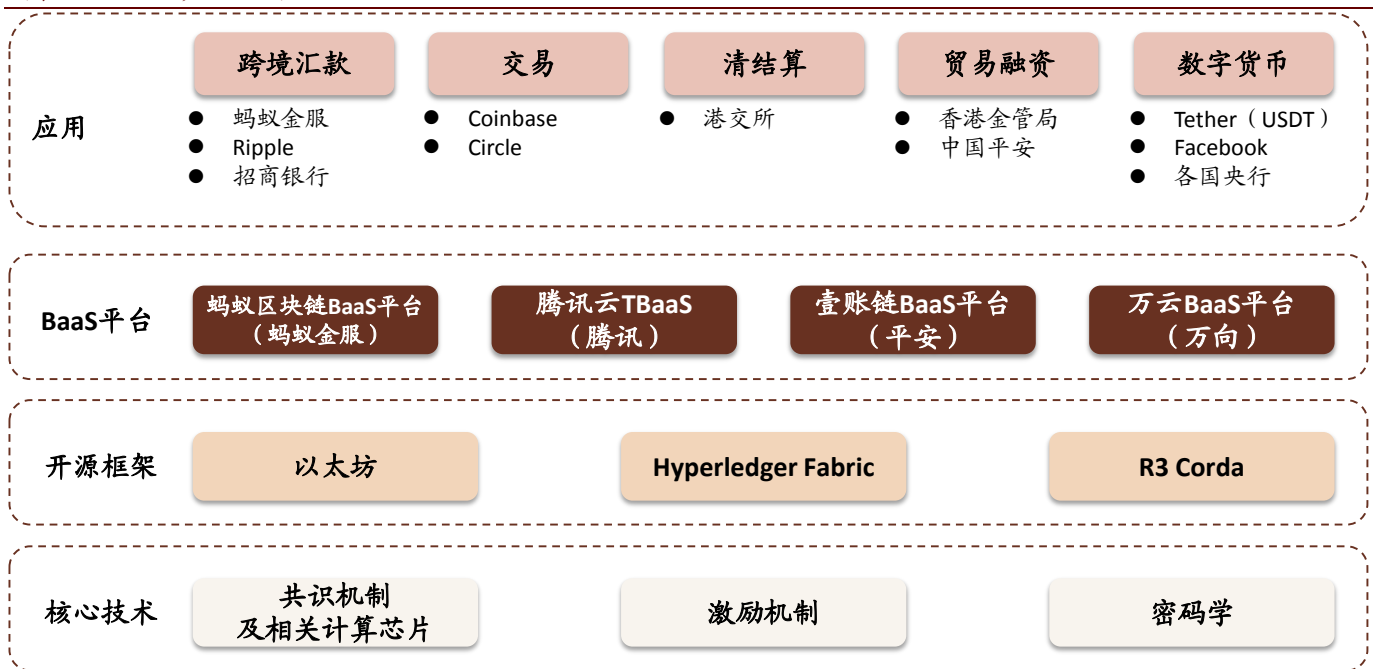 跨境汇款
交易
清结算
贸易融资
数字货币
应用
● 蚂蚁金服
● Ripple
● 招商银行
● Coinbase
● Circle
● 港交所
● 香港金管局
● 中国平安
● Tether（USDT）
● Facebook
● 各国央行
BaaS平台
蚂蚁区块链BaaS平台
（蚂蚁金服）
腾讯云TBaaS
（腾讯）
壹账链BaaS平台
（平安）
万云BaaS平台
（万向）
开源框架
以太坊
Hyperledger Fabric
R3 Corda
核心技术
共识机制
及相关计算芯片
激励机制
密码学